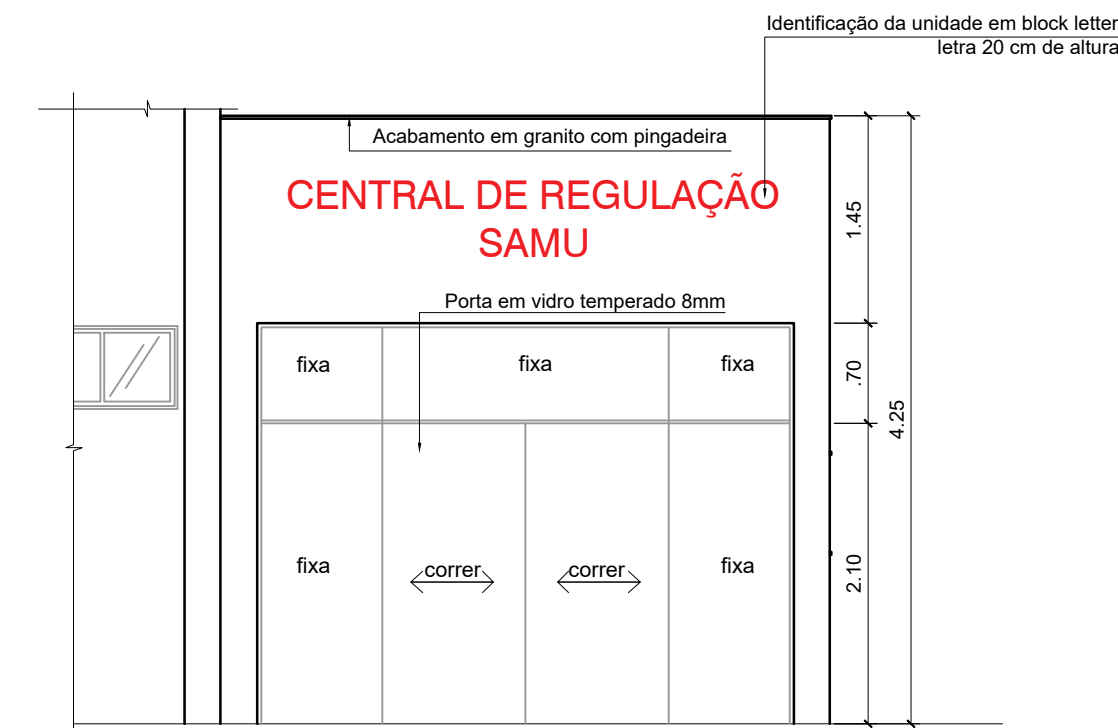 Identificação da unidade em block letter
letra 20 cm de altura
Acabamento em granito com pingadeira
CENTRAL DE REGULAÇÃO
SAMU
1.45
Porta em vidro temperado 8mm
fixa
fixa
fixa
.70
4.25
fixa
correr
correr
fixa
2.10